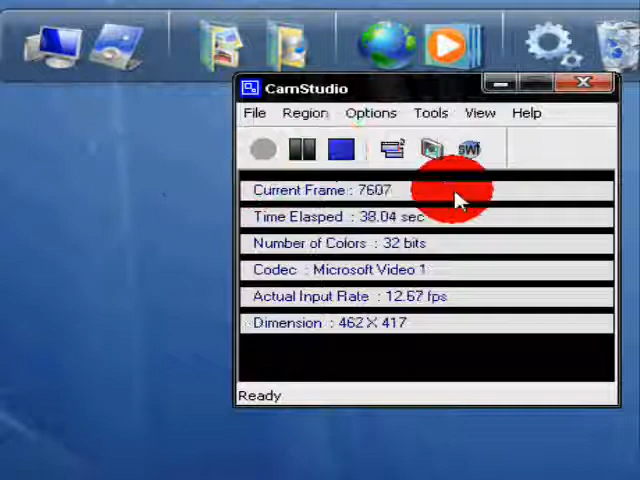 CamStudio
File Region Options Tools View Help
SWF
Current Frame : 7607
Time Elasped : 38.04 sec
Number of Colors : 32 bits
Codec : Microsoft Video 1
Actual Input Rate : 12.67 fps
Dimension : 462 X 417
Ready